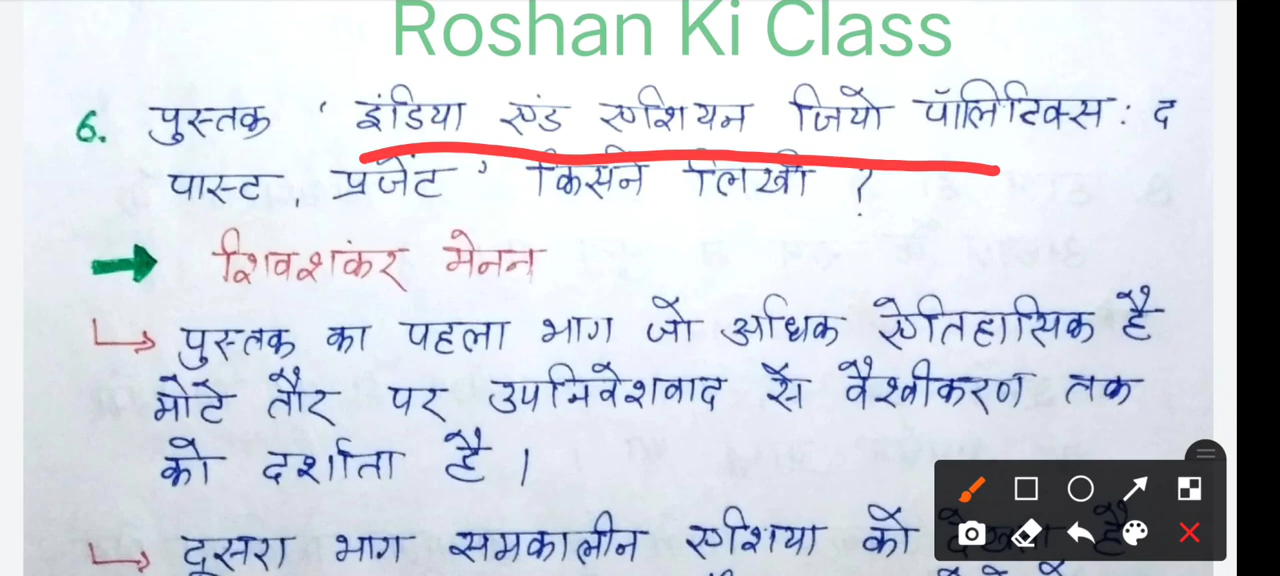 Roshan Ki Class
6. पुस्तक ' इंडिया एंड एशियन जियो पॉलिटिक्स : द
पास्ट, प्रजेंट ' किसने लिखी ?
→ शिवशंकर मेनन
↳ पुस्तक का पहला भाग जो अधिक ऐतिहासिक है
मोटे तौर पर उपनिवेशवाद से वैश्वीकरण तक
को दर्शाता है ।
↳ दूसरा भाग समकालीन एशिया को देखता है